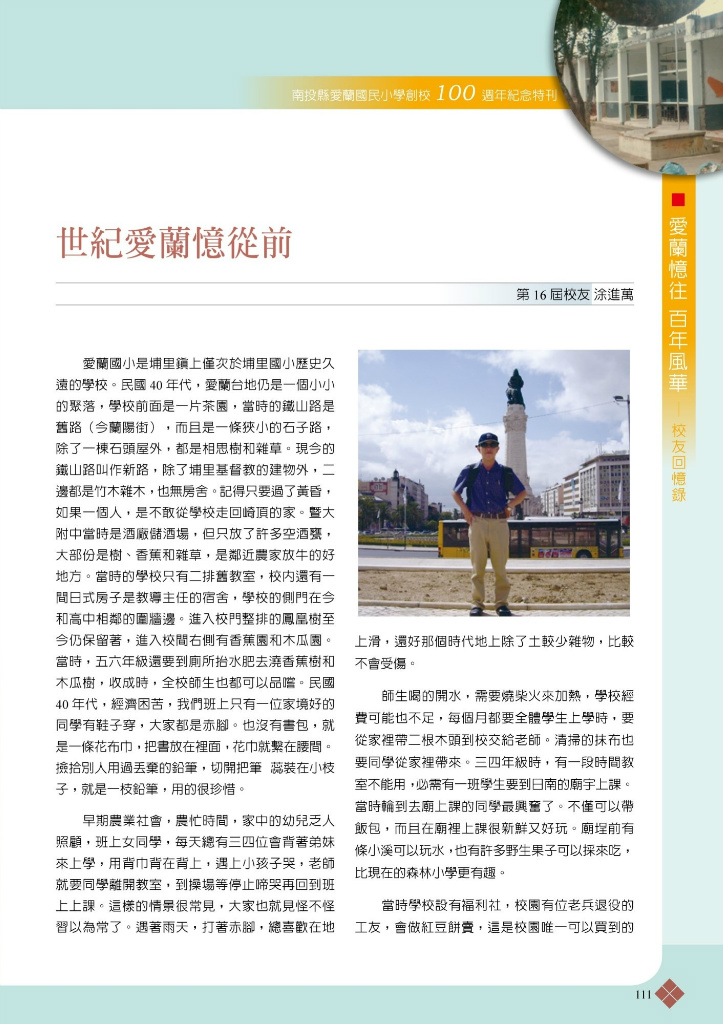 南投縣愛蘭國民小學創校 100 週年紀念特刊
■ 愛蘭憶往 百年風華─校友回憶錄
世紀愛蘭憶從前
第 16 屆校友 涂進萬
愛蘭國小是埔里鎮上僅次於埔里國小歷史久
遠的學校。民國 40 年代，愛蘭台地仍是一個小小
的聚落，學校前面是一片茶園，當時的鐵山路是
舊路（今蘭陽街），而且是一條狹小的石子路，
除了一棟石頭屋外，都是相思樹和雜草。現今的
鐵山路叫作新路，除了埔里基督教的建物外，二
邊都是竹木雜木，也無房舍。記得只要過了黃昏，
如果一個人，是不敢從學校走回崎頂的家。暨大
附中當時是酒廠儲酒場，但只放了許多空酒甕，
大部份是樹、香蕉和雜草，是鄰近農家放牛的好
地方。當時的學校只有二排舊教室，校內還有一
間日式房子是教導主任的宿舍，學校的側門在今
和高中相鄰的圍牆邊。進入校門整排的鳳凰樹至
今仍保留著，進入校園右側有香蕉園和木瓜園。
當時，五六年級還要到廁所抬水肥去澆香蕉樹和
木瓜樹，收成時，全校師生也都可以品嚐。民國
40 年代，經濟困苦，我們班上只有一位家境好的
同學有鞋子穿，大家都是赤腳。也沒有書包，就
是一條花布巾，把書放在裡面，花巾就繫在腰間。
撿拾別人用過丟棄的鉛筆，切開把筆 蕊裝在小枝
子，就是一枝鉛筆，用的很珍惜。
早期農業社會，農忙時間，家中的幼兒乏人
照顧，班上女同學，每天總有三四位會背著弟妹
來上學，用背巾背在背上，遇上小孩子哭，老師
就要同學離開教室，到操場等停止啼哭再回到班
上上課。這樣的情景很常見，大家也就見怪不怪
習以為常了。遇著雨天，打著赤腳，總喜歡在地
上滑，還好那個時代地上除了土較少雜物，比較
不會受傷。
師生喝的開水，需要燒柴火來加熱，學校經
費可能也不足，每個月都要全體學生上學時，要
從家裡帶二根木頭到校交給老師。清掃的抹布也
要同學從家裡帶來。三四年級時，有一段時間教
室不能用，必需有一班學生要到日南的廟宇上課。
當時輪到去廟上課的同學最興奮了。不僅可以帶
飯包，而且在廟裡上課很新鮮又好玩。廟埕前有
條小溪可以玩水，也有許多野生果子可以採來吃，
比現在的森林小學更有趣。
當時學校設有福利社，校園有位老兵退役的
工友，會做紅豆餅賣，這是校園唯一可以買到的
111